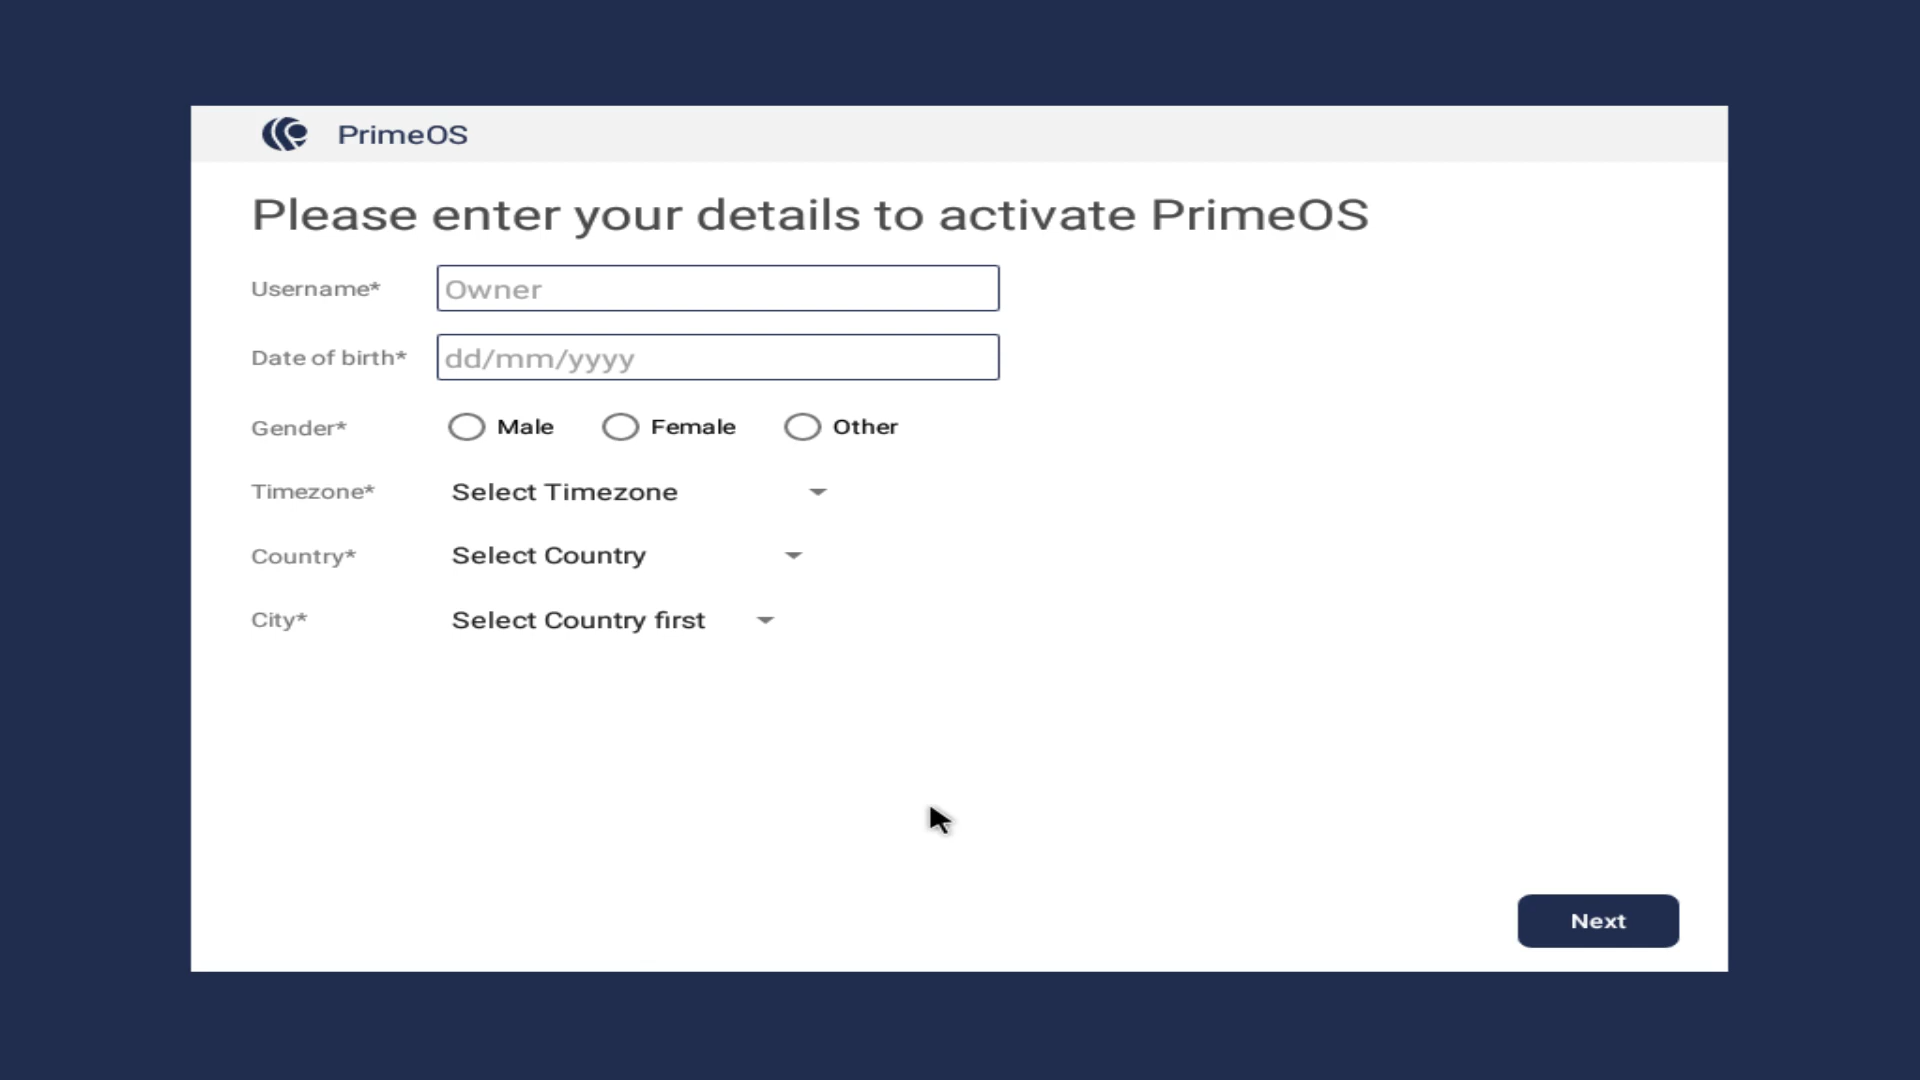 PrimeOS
Please enter your details to activate PrimeOS
Username* Owner
Date of birth* dd/mm/yyyy
Gender* Male Female Other
Timezone* Select Timezone
Country* Select Country
City* Select Country first
Next